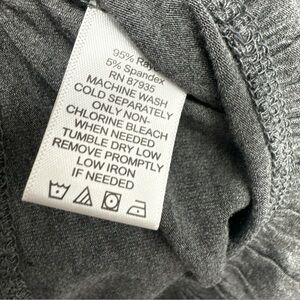 95%
5% Spandex
RN 87935
MACHINE WASH
COLD SEPARATELY
ONLY NON-
CHLORINE BLEACH
WHEN NEEDED
TUMBLE DRY LOW
REMOVE PROMPTLY
LOW IRON
IF NEEDED